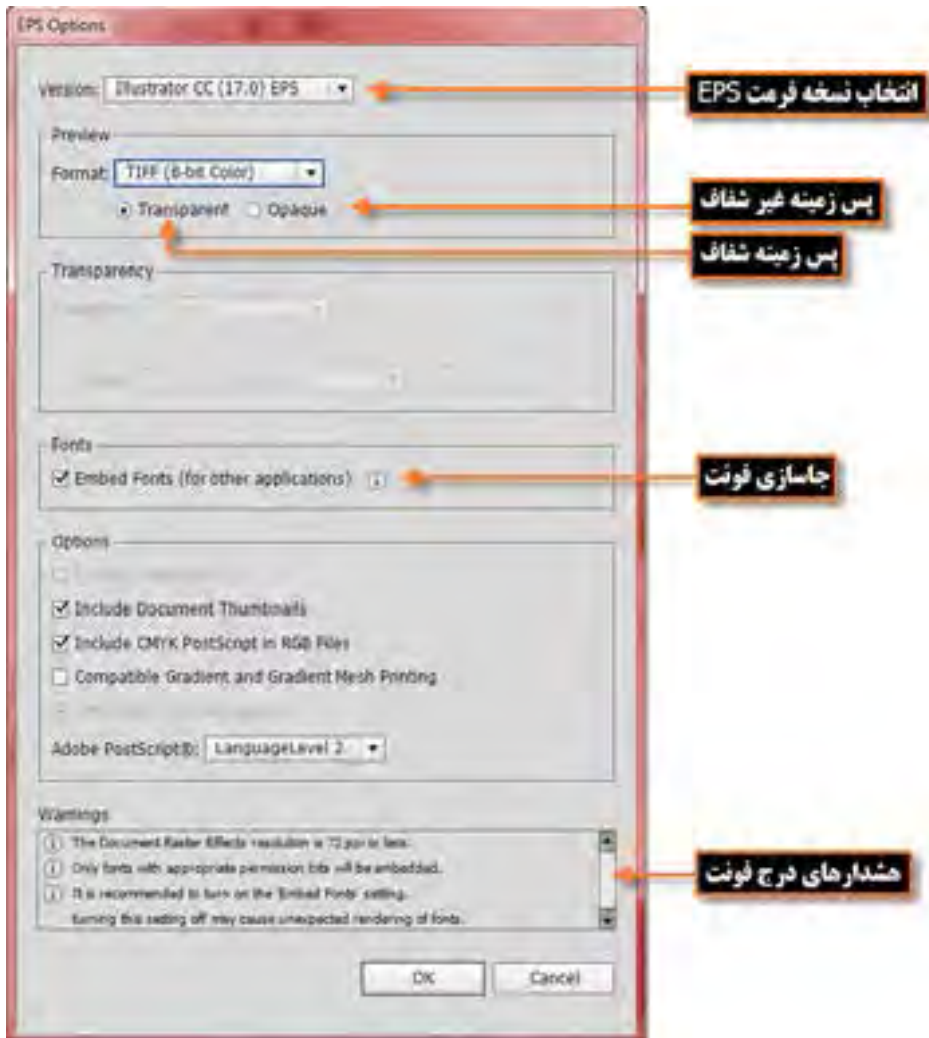 EPS Options
Version: Illustrator CC (17.0) EPS
انتخاب نسخه فرمت EPS
Preview
Format: TIFF (8-bit Color)
Transparent Opaque
پس زمینه غیر شفاف
پس زمینه شفاف
Transparency
Fonts
Embed Fonts (for other applications)
جاسازی فونت
Options
Include Document Thumbnails
Include CMYK PostScript in RGB Files
Compatible Gradient and Gradient Mesh Printing
Adobe PostScript®: LanguageLevel 2
Warnings
The Document Raster Effects resolution is 72 ppi or less.
Only fonts with appropriate permission bits will be embedded.
It is recommended to turn on the 'Embed Fonts' setting.
turning this setting off may cause unexpected rendering of fonts.
هشدارهای درج فونت
OK Cancel